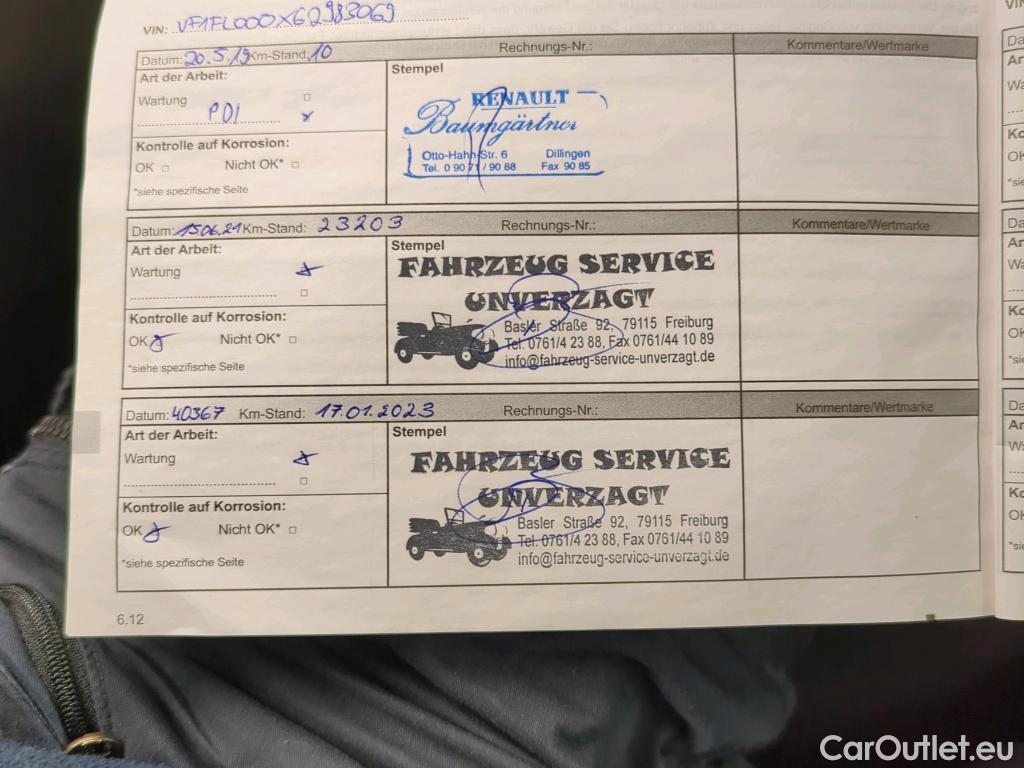 VIN: VF1FL000X62983069
Datum: 20.5.19 Km-Stand: 10 Rechnungs-Nr.: Kommentare/Wertmarke
Art der Arbeit: Stempel
Wartung □
PDI x
Kontrolle auf Korrosion:
OK □ Nicht OK* □
*siehe spezifische Seite
RENAULT
Baumgärtner
Otto-Hahn-Str. 6 Dillingen
Tel. 0 90 71 / 90 88 Fax 90 85
Datum: 15.06.21 Km-Stand: 23203 Rechnungs-Nr.: Kommentare/Wertmarke
Art der Arbeit: Stempel
Wartung x
□
Kontrolle auf Korrosion:
OK x Nicht OK* □
*siehe spezifische Seite
FAHRZEUG SERVICE
UNVERZAGT
Basler Straße 92, 79115 Freiburg
Tel. 0761/4 23 88, Fax 0761/44 10 89
info@fahrzeug-service-unverzagt.de
Datum: 40367 Km-Stand: 17.01.2023 Rechnungs-Nr.: Kommentare/Wertmarke
Art der Arbeit: Stempel
Wartung x
□
Kontrolle auf Korrosion:
OK x Nicht OK* □
*siehe spezifische Seite
FAHRZEUG SERVICE
UNVERZAGT
Basler Straße 92, 79115 Freiburg
Tel. 0761/4 23 88, Fax 0761/44 10 89
info@fahrzeug-service-unverzagt.de
6.12
CarOutlet.eu